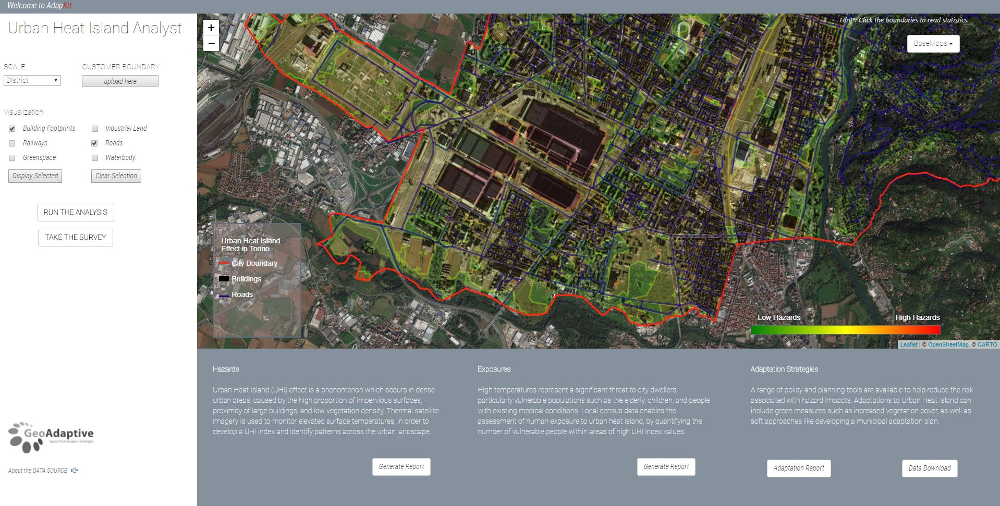 Welcome to AdapKit
Urban Heat Island Analyst
SCALE
CUSTOMER BOUNDARY
District
upload here
Visualization
Building Footprints
Industrial Land
Railways
Roads
Greenspace
Waterbody
Display Selected
Clear Selection
RUN THE ANALYSIS
TAKE THE SURVEY
GeoAdaptive
Spatial Technologies + Strategies
About the DATA SOURCE
+
−
Hint*: Click the boundaries to read statistics.
BaseMaps
Urban Heat Island
Effect in Torino
City Boundary
Buildings
Roads
Low Hazards
High Hazards
Leaflet | © OpenStreetMap, © CARTO
Hazards
Urban Heat Island (UHI) effect is a phenomenon which occurs in dense
urban areas, caused by the high proportion of impervious surfaces,
proximity of large buildings, and low vegetation density. Thermal satellite
imagery is used to monitor elevated surface temperatures, in order to
develop a UHI index and identify patterns across the urban landscape.
Generate Report
Exposures
High temperatures represent a significant threat to city dwellers,
particularly vulnerable populations such as the elderly, children, and people
with existing medical conditions. Local census data enables the
assessment of human exposure to urban heat island, by quantifying the
number of vulnerable people within areas of high UHI index values.
Generate Report
Adaptation Strategies
A range of policy and planning tools are available to help reduce the risk
associated with hazard impacts. Adaptations to Urban Heat Island can
include green measures such as increased vegetation cover, as well as
soft approaches like developing a municipal adaptation plan.
Adaptation Report
Data Download